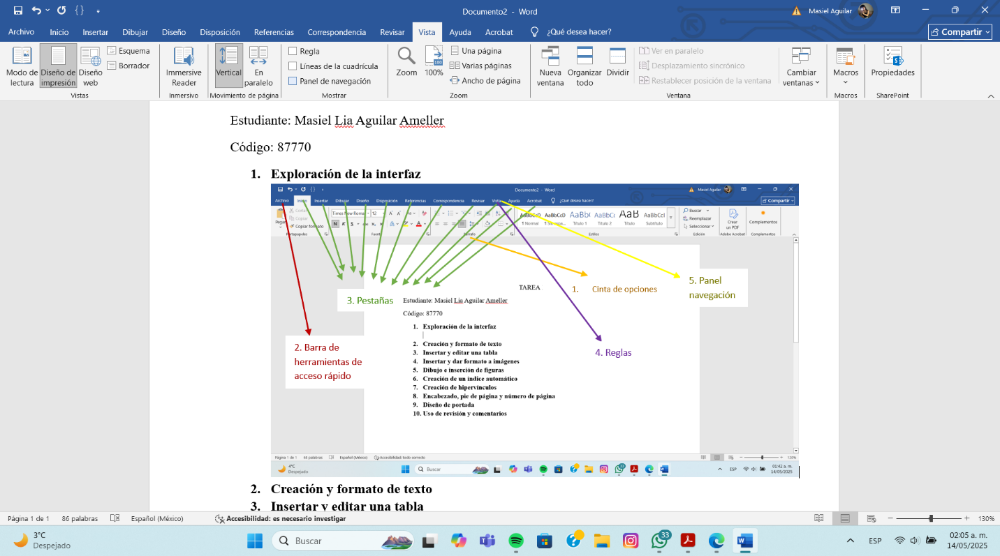 Documento2 - Word
Masiel Aguilar
Archivo Inicio Insertar Dibujar Diseño Disposición Referencias Correspondencia Revisar Vista Ayuda Acrobat ¿Qué desea hacer? Compartir
Modo de lectura
Diseño de impresión
Diseño web
Esquema
Borrador
Vistas
Immersive Reader
Inmersivo
Vertical
En paralelo
Movimiento de página
Regla
Líneas de la cuadrícula
Panel de navegación
Mostrar
Zoom
100%
Una página
Varias páginas
Ancho de página
Zoom
Nueva ventana
Organizar todo
Dividir
Ver en paralelo
Desplazamiento sincrónico
Restablecer posición de la ventana
Ventana
Cambiar ventanas
Macros
Macros
Propiedades
SharePoint
Estudiante: Masiel Lia Aguilar Ameller
Código: 87770
1. Exploración de la interfaz
Documento2 - Word
Masiel Aguilar
Archivo Inicio Insertar Dibujar Diseño Disposición Referencias Correspondencia Revisar Vista Ayuda Acrobat ¿Qué desea hacer? Compartir
Pegar
Cortar
Copiar
Copiar formato
Portapapeles
Times New Roma 12
N K S
AaBbCcD AaBbCcD AaBb( AaBbCc AaB AaBbCcI
¶ Normal
Título 1 Título 2 Título Subtítulo
Estilos
Buscar
Reemplazar
Seleccionar
Edición
Crear un PDF
Adobe Acrobat
Complementos
Complementos
TAREA
Estudiante: Masiel Lia Aguilar Ameller
Código: 87770
1. Exploración de la interfaz
2. Creación y formato de texto
3. Insertar y editar una tabla
4. Insertar y dar formato a imágenes
5. Dibujo e inserción de figuras
6. Creación de un índice automático
7. Creación de hipervínculos
8. Encabezado, pie de página y número de página
9. Diseño de portada
10. Uso de revisión y comentarios
1. Cinta de opciones
2. Barra de
herramientas de
acceso rápido
3. Pestañas
4. Reglas
5. Panel
navegación
Página 1 de 1 86 palabras Español (México) Accesibilidad: todo correcto 120%
4°C
Despejado
Buscar
ESP
01:42 a. m.
14/05/2025
2. Creación y formato de texto
3. Insertar y editar una tabla
Página 1 de 1 86 palabras Español (México) Accesibilidad: es necesario investigar 130%
3°C
Despejado
Buscar
33
ESP
02:05 a. m.
14/05/2025